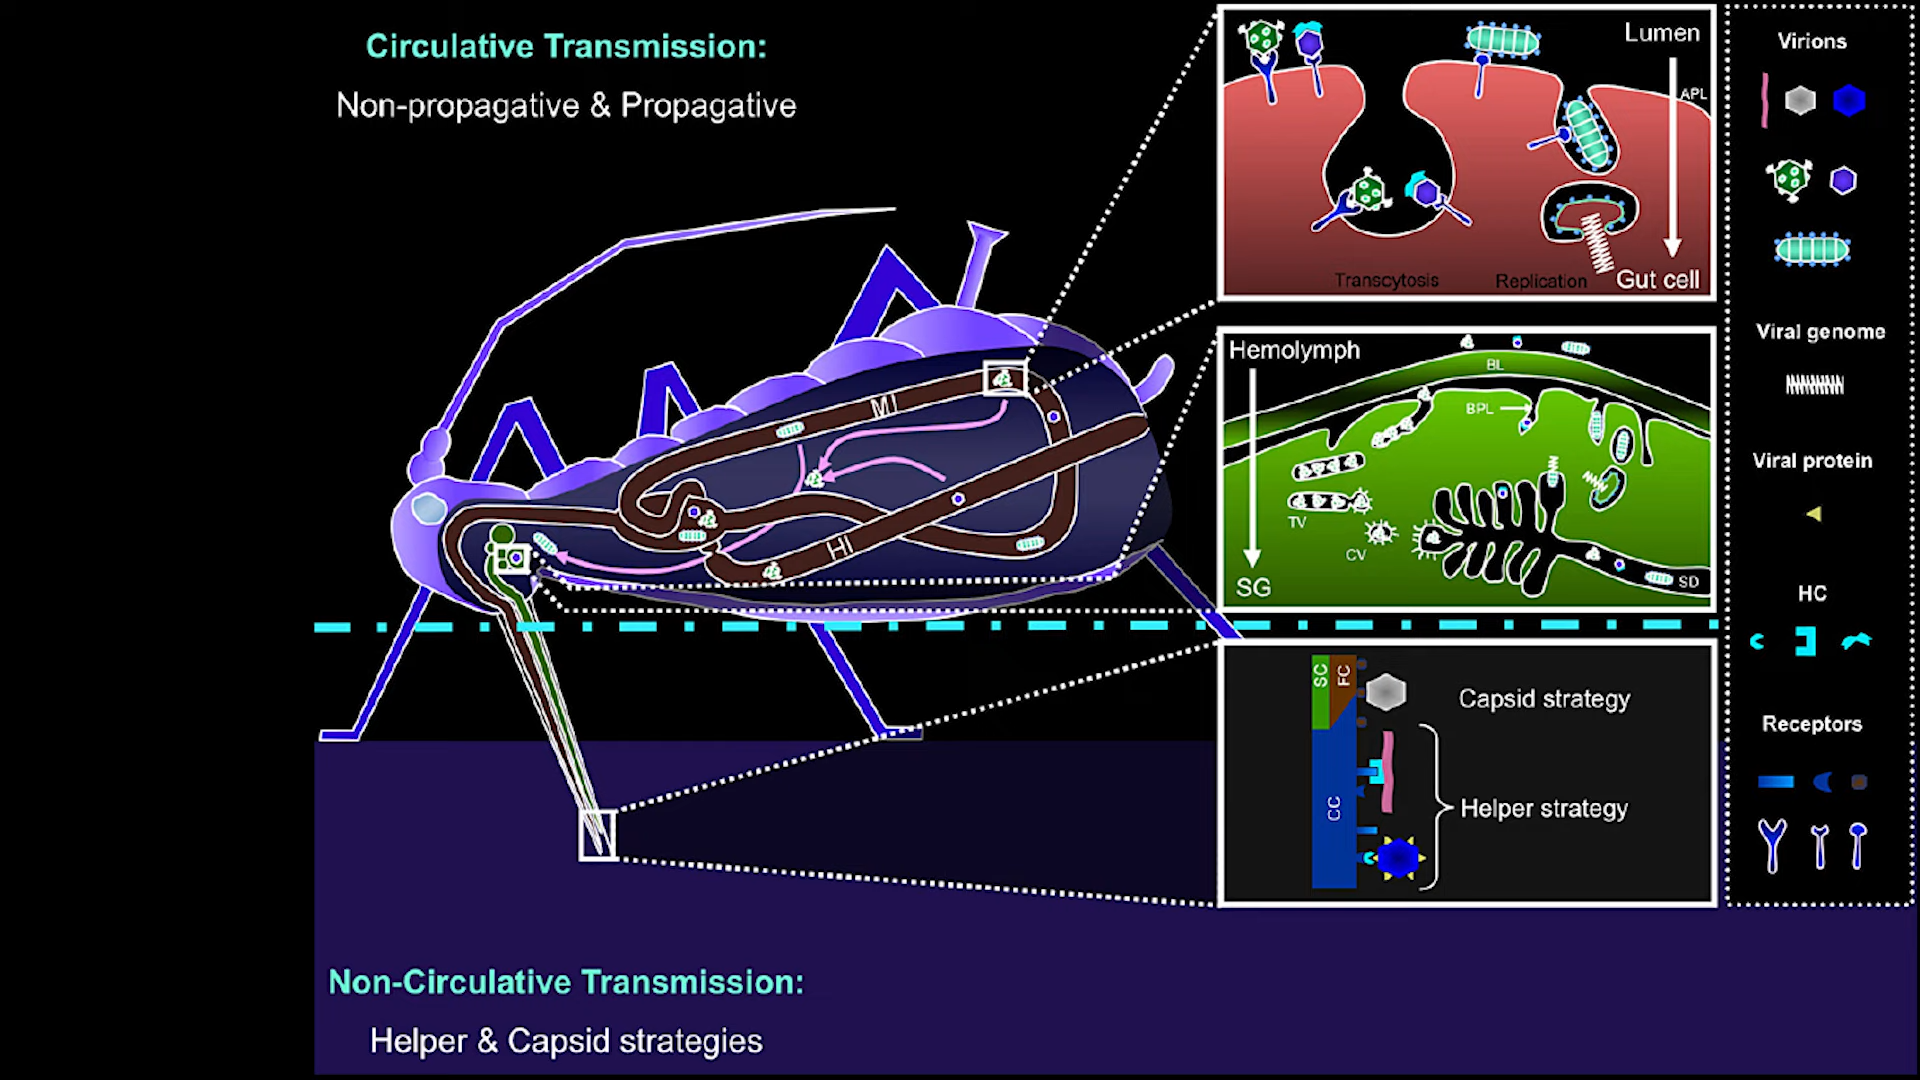 Circulative Transmission:
Non-propagative & Propagative
MI
HI
Lumen
APL
Transcytosis
Replication
Gut cell
Hemolymph
BL
BPL
TV
CV
SG
SD
SC
FC
CC
Capsid strategy
Helper strategy
Virions
Viral genome
Viral protein
HC
Receptors
Non-Circulative Transmission:
Helper & Capsid strategies